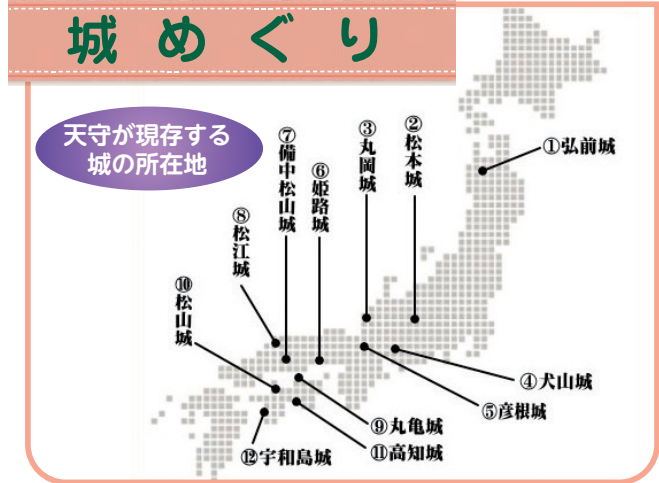 城めぐり
天守が現存する
城の所在地
①弘前城
②松本城
③丸岡城
④犬山城
⑤彦根城
⑥姫路城
⑦備中松山城
⑧松江城
⑨丸亀城
⑩松山城
⑪高知城
⑫宇和島城